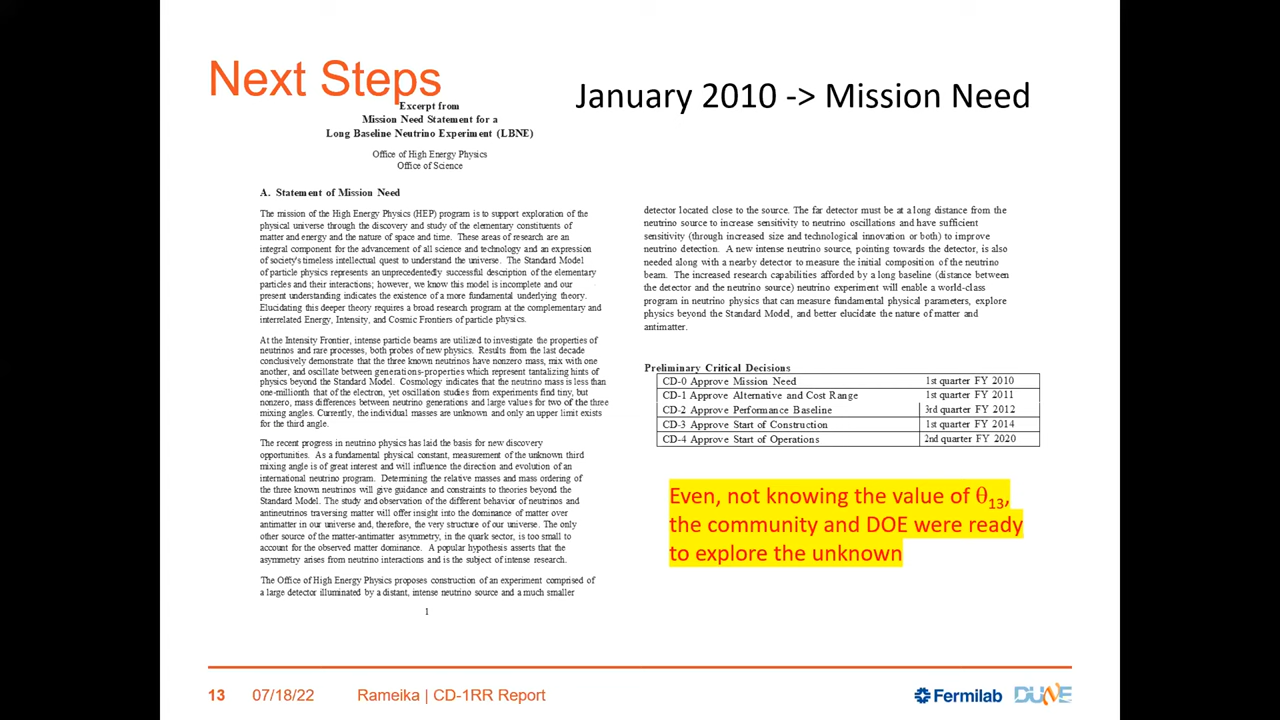 Next Steps
January 2010 -> Mission Need
Excerpt from
Mission Need Statement for a
Long Baseline Neutrino Experiment (LBNE)
Office of High Energy Physics
Office of Science
A. Statement of Mission Need
The mission of the High Energy Physics (HEP) program is to support exploration of the
physical universe through the discovery and study of the elementary constituents of
matter and energy and the nature of space and time. These areas of research are an
integral component for the advancement of all science and technology and an expression
of society's timeless intellectual quest to understand the universe. The Standard Model
of particle physics represents an unprecedentedly successful description of the elementary
particles and their interactions; however, we know this model is incomplete and our
present understanding indicates the existence of a more fundamental underlying theory.
Elucidating this deeper theory requires a broad research program at the complementary and
interrelated Energy, Intensity, and Cosmic Frontiers of particle physics.
At the Intensity Frontier, intense particle beams are utilized to investigate the properties of
neutrinos and rare processes, both probes of new physics. Results from the last decade
conclusively demonstrate that the three known neutrinos have nonzero mass, mix with one
another, and oscillate between generations-properties which represent tantalizing hints of
physics beyond the Standard Model. Cosmology indicates that the neutrino mass is less than
one-millionth that of the electron, yet oscillation studies from experiments find tiny, but
nonzero, mass differences between neutrino generations and large values for two of the three
mixing angles. Currently, the individual masses are unknown and only an upper limit exists
for the third angle.
The recent progress in neutrino physics has laid the basis for new discovery
opportunities. As a fundamental physical constant, measurement of the unknown third
mixing angle is of great interest and will influence the direction and evolution of an
international neutrino program. Determining the relative masses and mass ordering of
the three known neutrinos will give guidance and constraints to theories beyond the
Standard Model. The study and observation of the different behavior of neutrinos and
antineutrinos traversing matter will offer insight into the dominance of matter over
antimatter in our universe and, therefore, the very structure of our universe. The only
other source of the matter-antimatter asymmetry, in the quark sector, is too small to
account for the observed matter dominance. A popular hypothesis asserts that the
asymmetry arises from neutrino interactions and is the subject of intense research.
The Office of High Energy Physics proposes construction of an experiment comprised of
a large detector illuminated by a distant, intense neutrino source and a much smaller
1
detector located close to the source. The far detector must be at a long distance from the
neutrino source to increase sensitivity to neutrino oscillations and have sufficient
sensitivity (through increased size and technological innovation or both) to improve
neutrino detection. A new intense neutrino source, pointing towards the detector, is also
needed along with a nearby detector to measure the initial composition of the neutrino
beam. The increased research capabilities afforded by a long baseline (distance between
the detector and the neutrino source) neutrino experiment will enable a world-class
program in neutrino physics that can measure fundamental physical parameters, explore
physics beyond the Standard Model, and better elucidate the nature of matter and
antimatter.
Preliminary Critical Decisions
CD-0 Approve Mission Need 1st quarter FY 2010
CD-1 Approve Alternative and Cost Range 1st quarter FY 2011
CD-2 Approve Performance Baseline 3rd quarter FY 2012
CD-3 Approve Start of Construction 1st quarter FY 2014
CD-4 Approve Start of Operations 2nd quarter FY 2020
Even, not knowing the value of θ13,
the community and DOE were ready
to explore the unknown
13 07/18/22 Rameika | CD-1RR Report
Fermilab DUNE